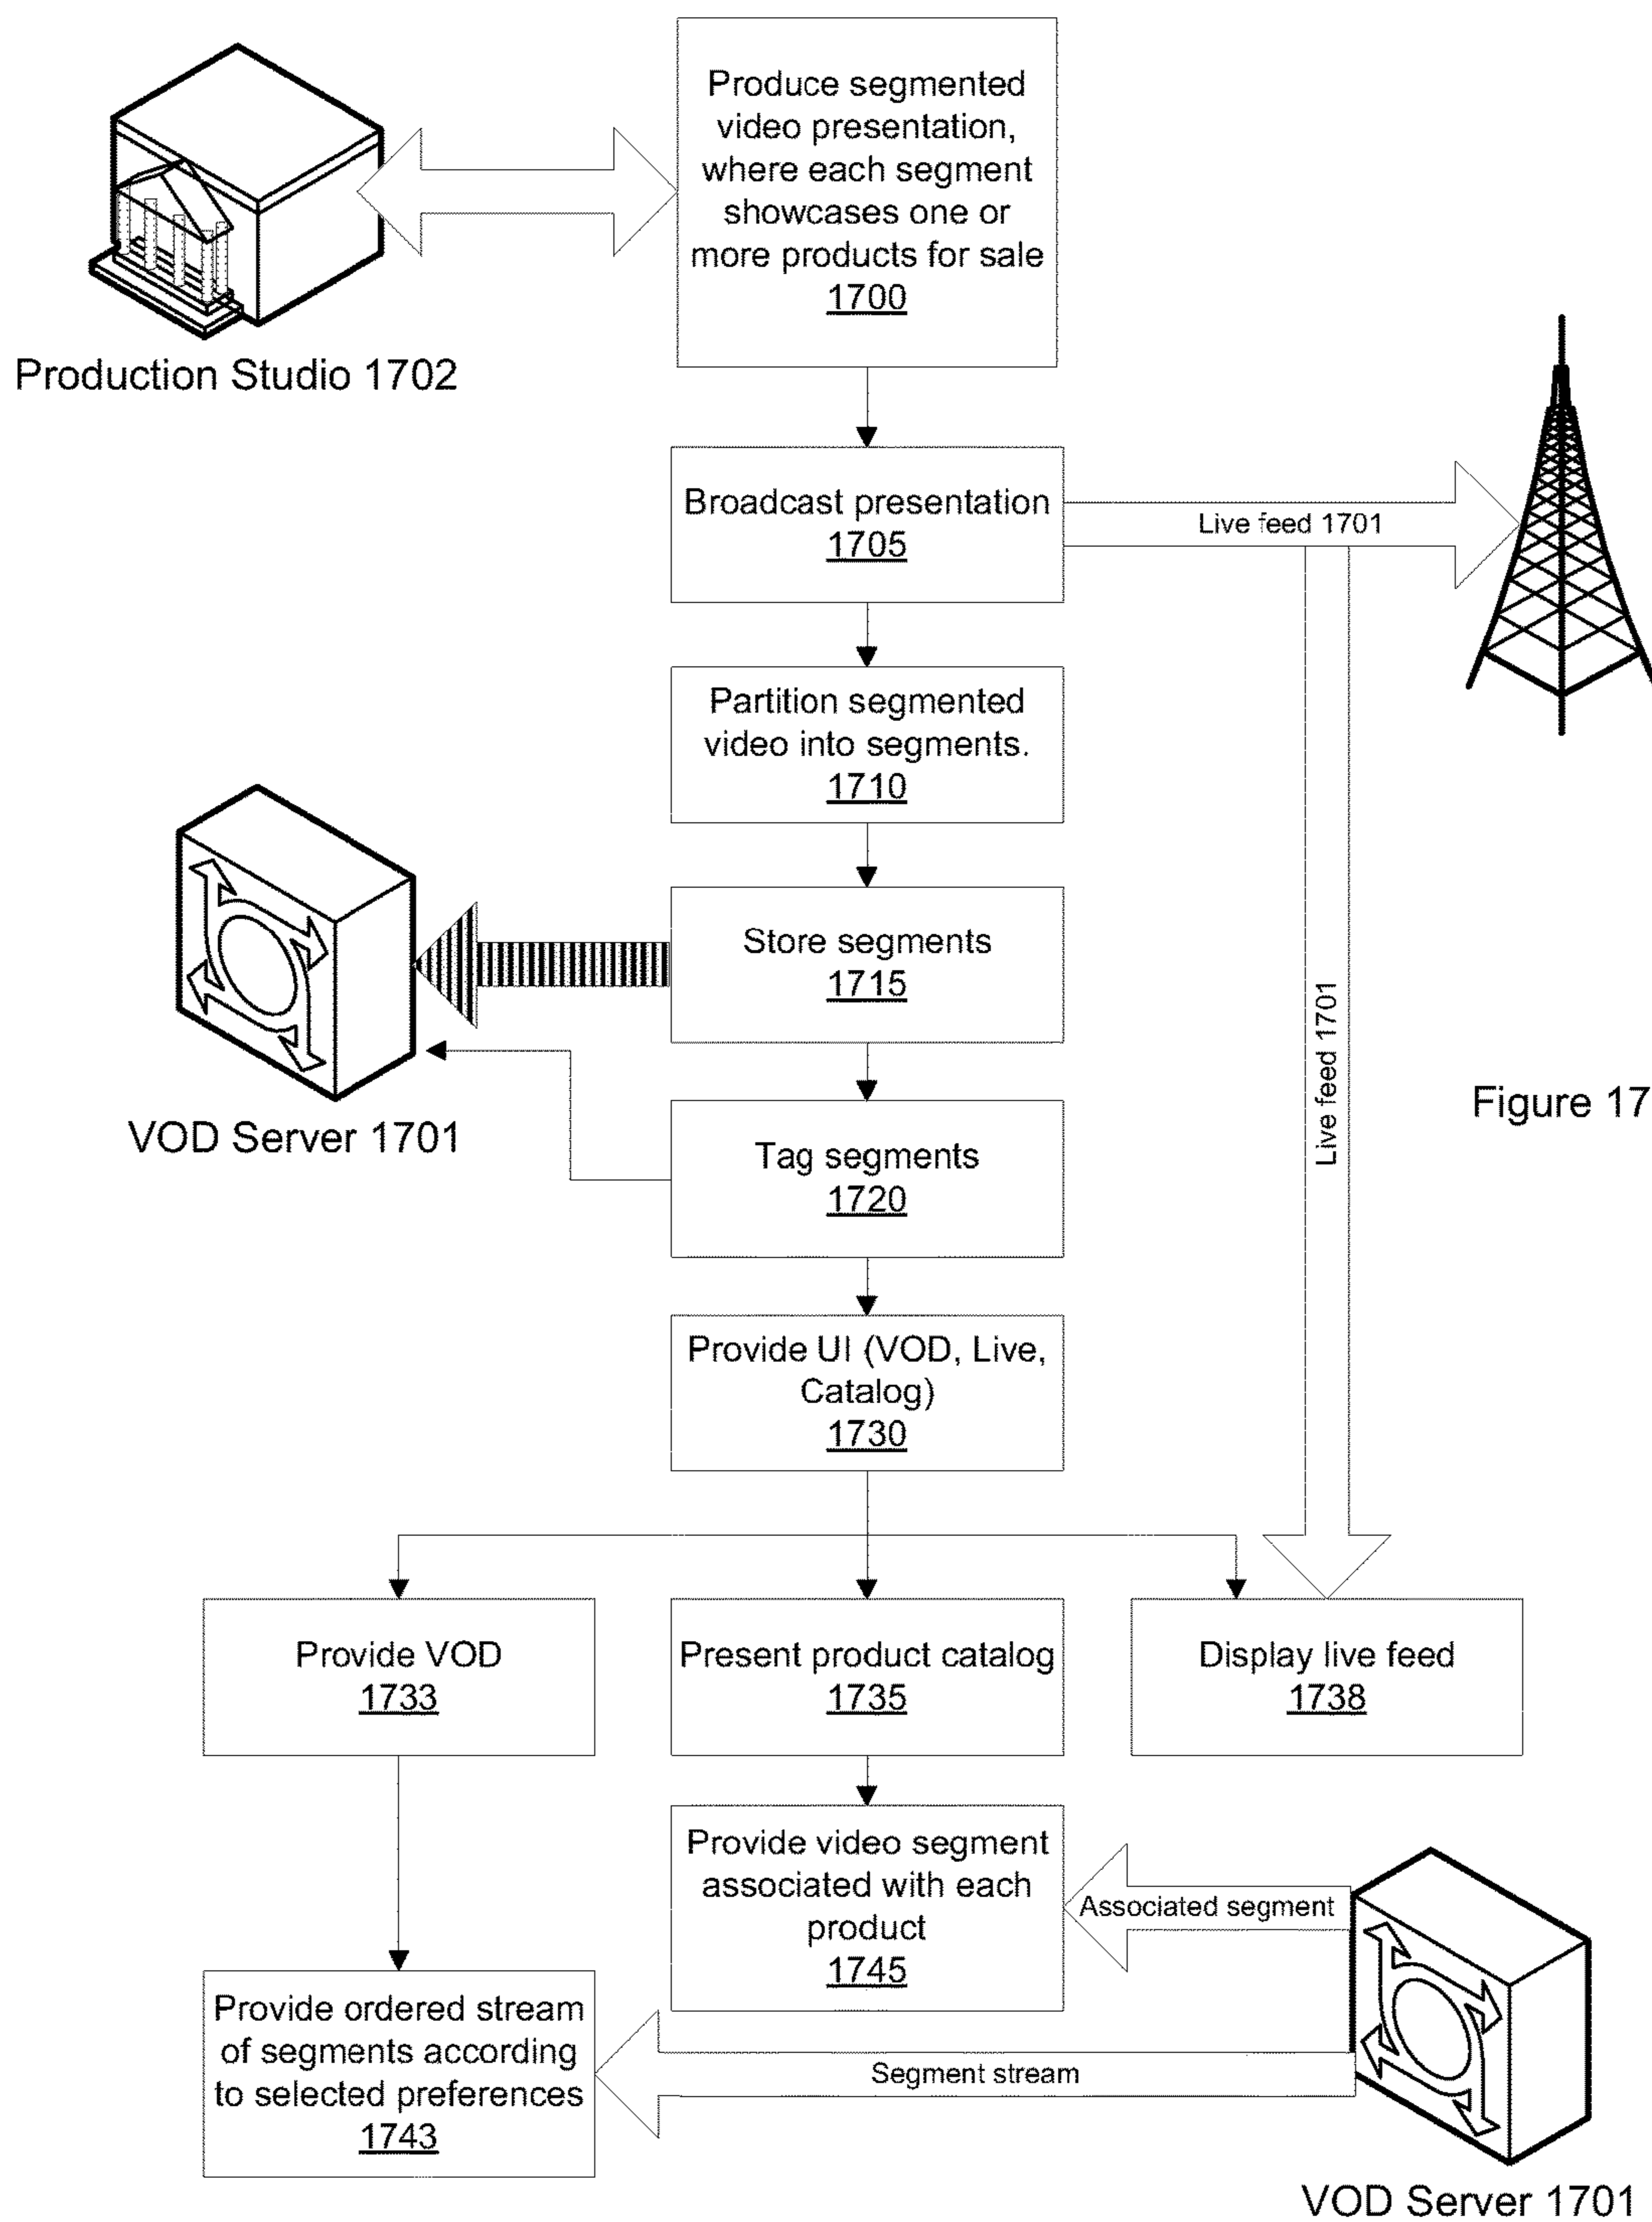 Produce segmented
video presentation,
where each segment
showcases one or
more products for sale
1700
Production Studio 1702
Broadcast presentation
1705
Live feed 1701
Partition segmented
video into segments.
1710
Store segments
1715
VOD Server 1701
Tag segments
1720
Live feed 1701
Figure 17
Provide UI (VOD, Live,
Catalog)
1730
Provide VOD
1733
Present product catalog
1735
Display live feed
1738
Provide video segment
associated with each
product
1745
Associated segment
Provide ordered stream
of segments according
to selected preferences
1743
Segment stream
VOD Server 1701